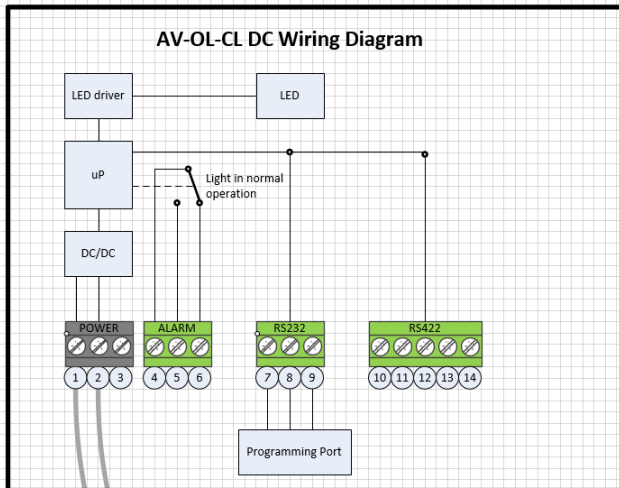 AV-OL-CL DC Wiring Diagram
LED driver
LED
uP
Light in normal
operation
DC/DC
POWER
ALARM
RS232
RS422
1 2 3 4 5 6 7 8 9 10 11 12 13 14
Programming Port